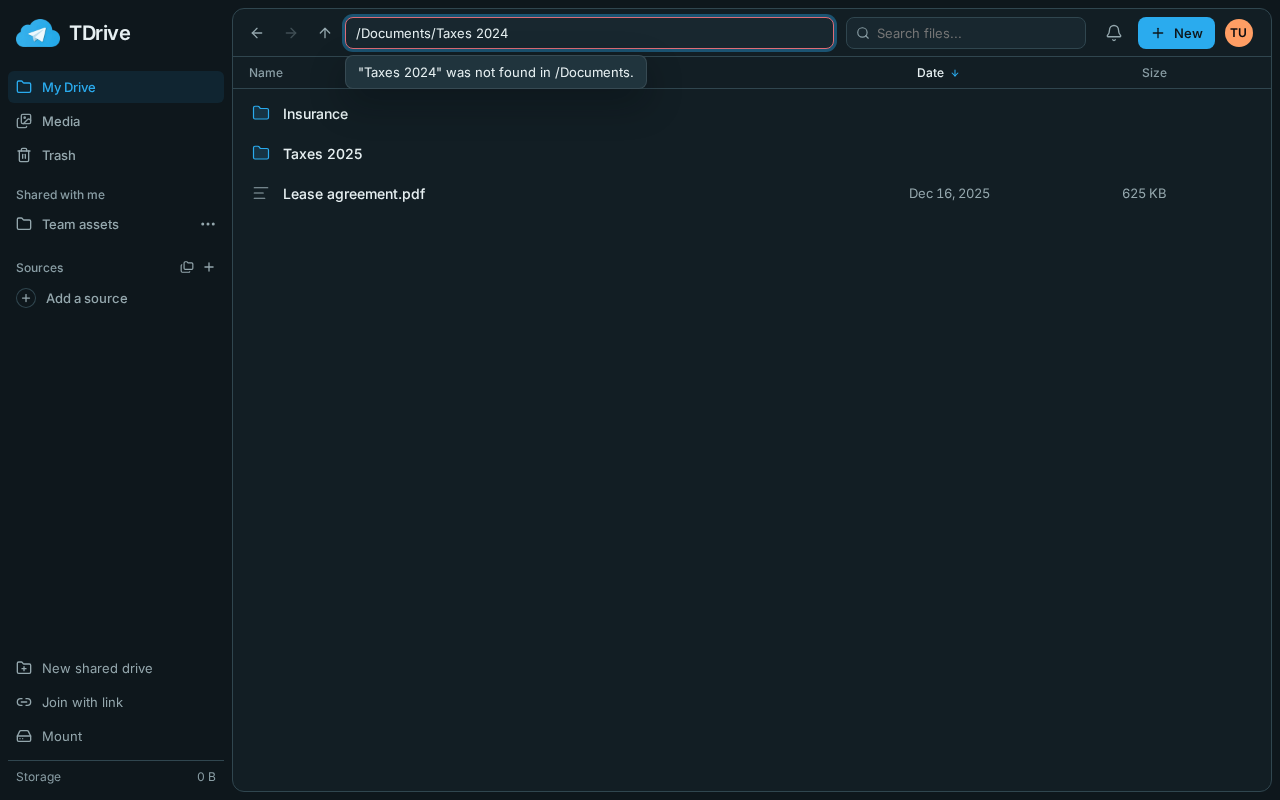 TDrive
/Documents/Taxes 2024
Search files...
New
TU
My Drive
Media
Trash
Shared with me
Team assets
Sources
Add a source
"Taxes 2024" was not found in /Documents.
Name
Date
Size
Insurance
Taxes 2025
Lease agreement.pdf
Dec 16, 2025
625 KB
New shared drive
Join with link
Mount
Storage
0 B